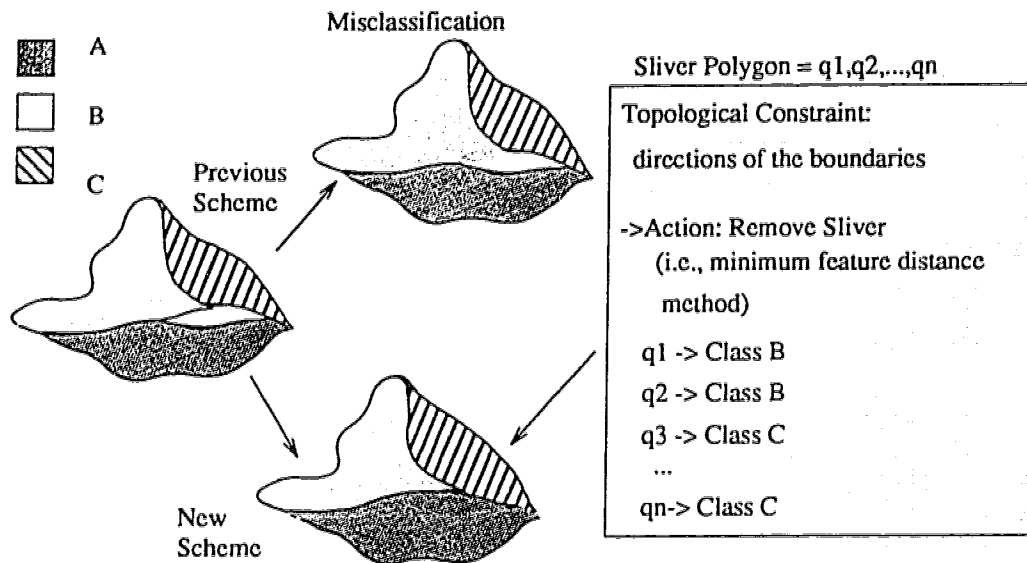 Misclassification
A
B
C
Previous
Scheme
New
Scheme
Sliver Polygon = q1,q2,...,qn
Topological Constraint:
directions of the boundaries
->Action: Remove Sliver
(i.e., minimum feature distance
method)
q1 -> Class B
q2 -> Class B
q3 -> Class C
...
qn-> Class C